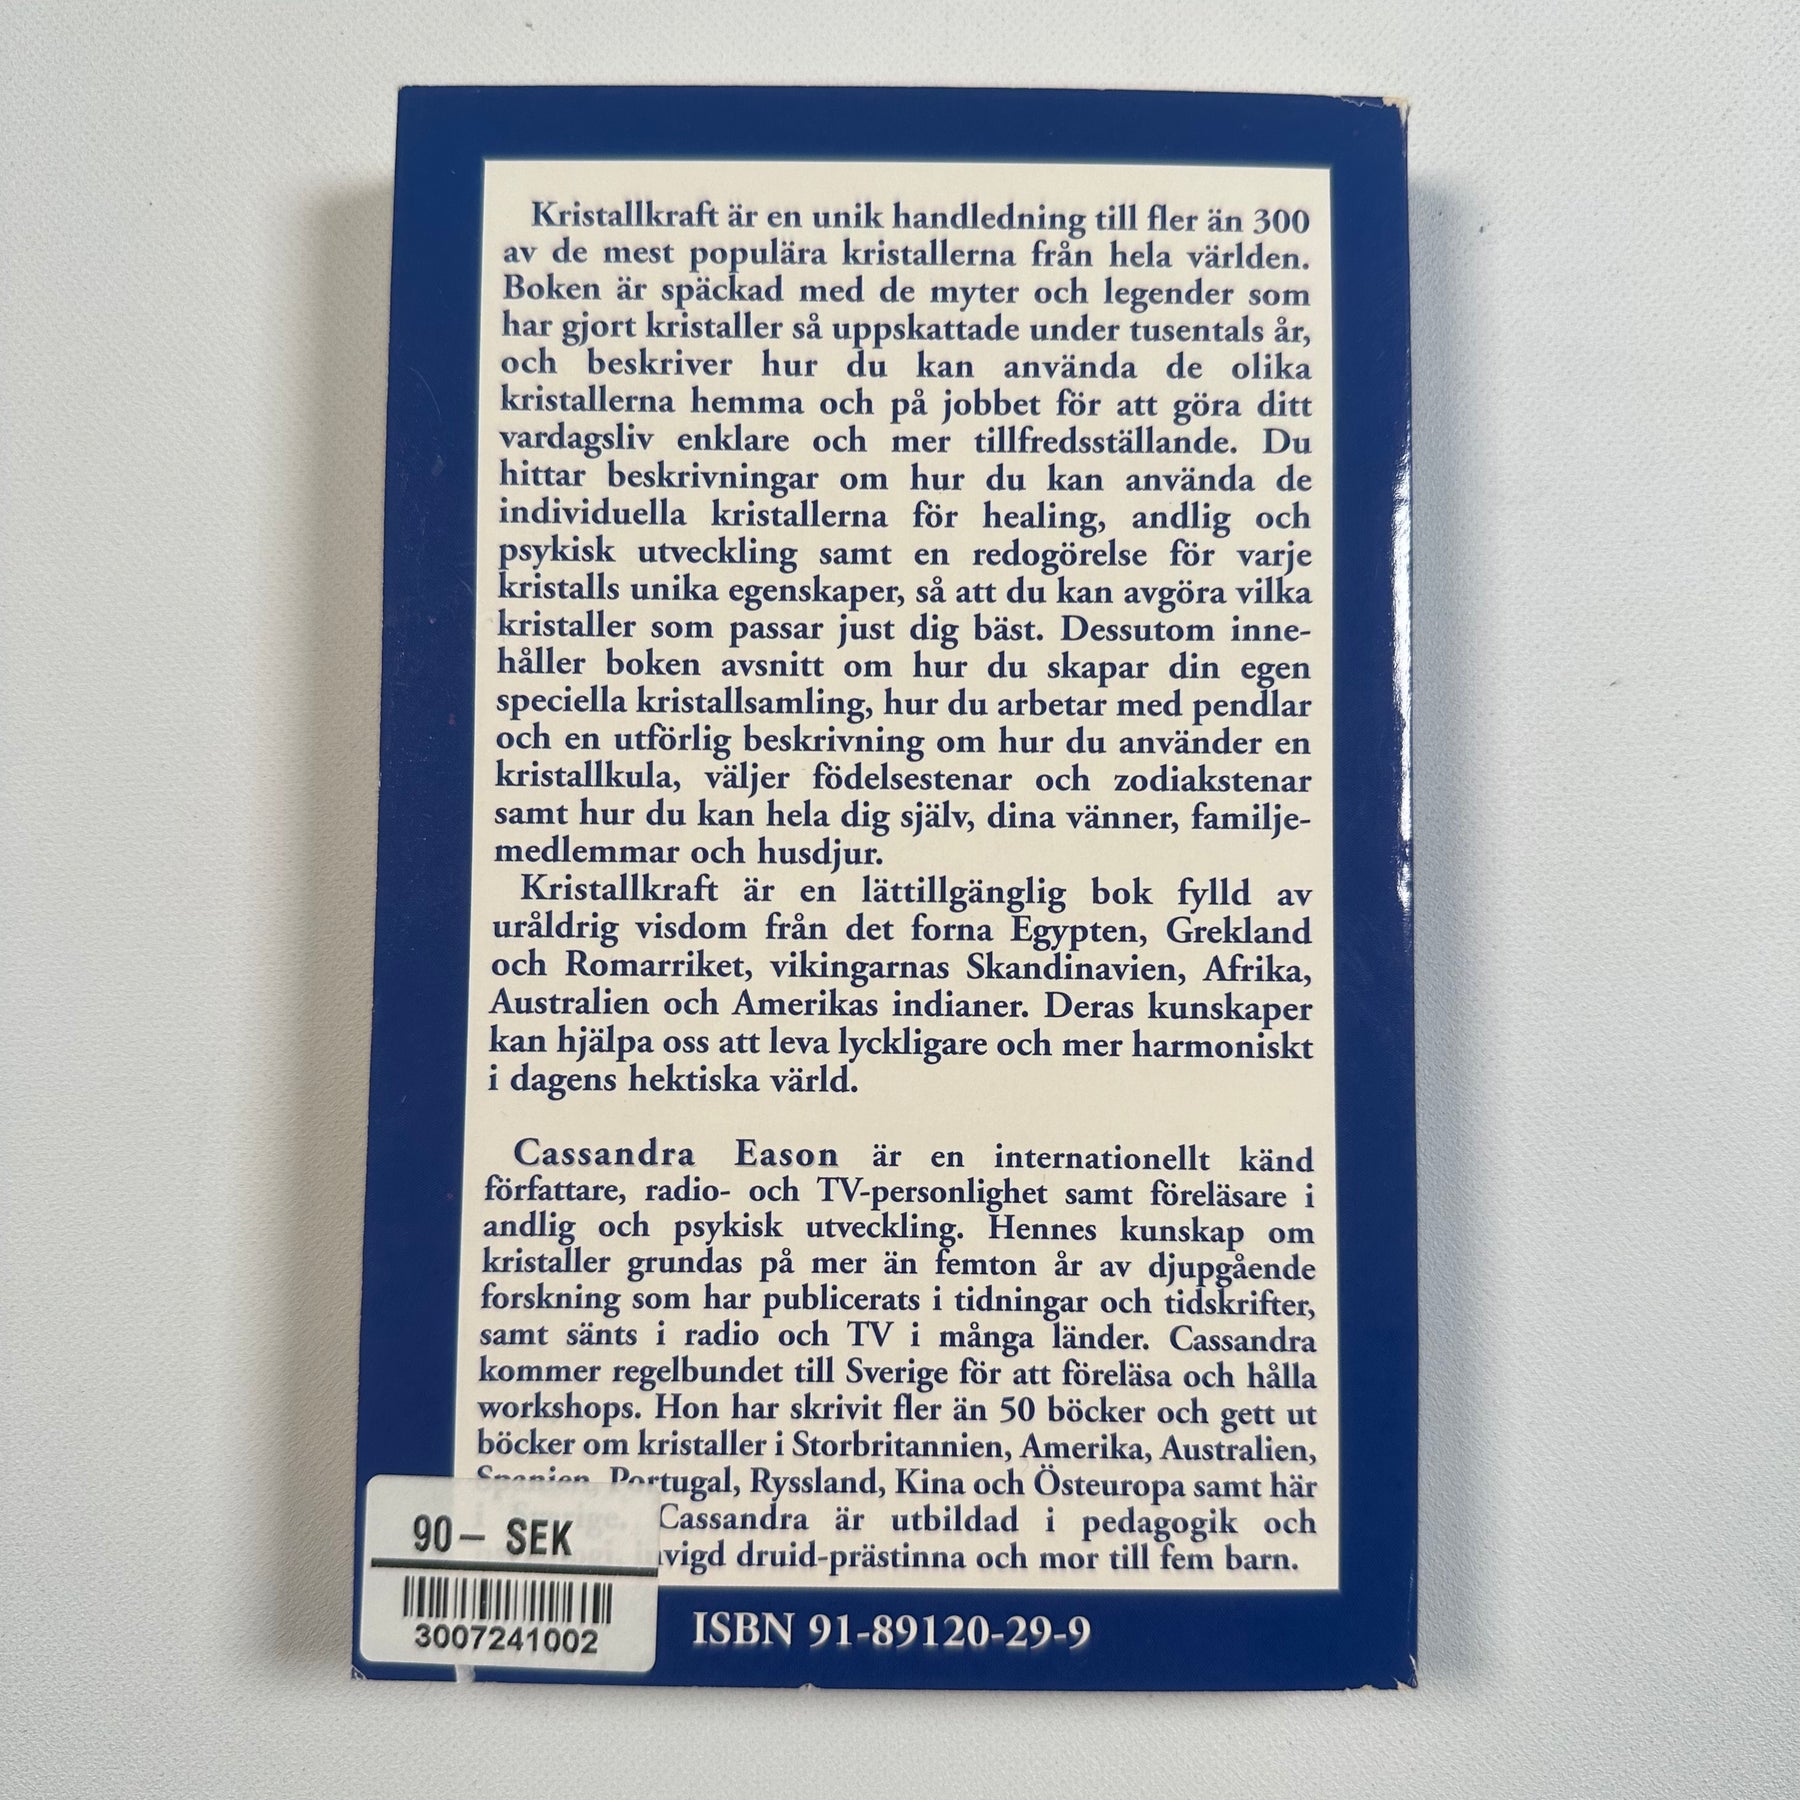 Kristallkraft är en unik handledning till fler än 300
av de mest populära kristallerna från hela världen.
Boken är späckad med de myter och legender som
har gjort kristaller så uppskattade under tusentals år,
och beskriver hur du kan använda de olika
kristallerna hemma och på jobbet för att göra ditt
vardagsliv enklare och mer tillfredsställande. Du
hittar beskrivningar om hur du kan använda de
individuella kristallerna för healing, andlig och
psykisk utveckling samt en redogörelse för varje
kristalls unika egenskaper, så att du kan avgöra vilka
kristaller som passar just dig bäst. Dessutom inne-
håller boken avsnitt om hur du skapar din egen
speciella kristallsamling, hur du arbetar med pendlar
och en utförlig beskrivning om hur du använder en
kristallkula, väljer födelsestenar och zodiakstenar
samt hur du kan hela dig själv, dina vänner, familje-
medlemmar och husdjur.
Kristallkraft är en lättillgänglig bok fylld av
uråldrig visdom från det forna Egypten, Grekland
och Romarriket, vikingarnas Skandinavien, Afrika,
Australien och Amerikas indianer. Deras kunskaper
kan hjälpa oss att leva lyckligare och mer harmoniskt
i dagens hektiska värld.
Cassandra Eason är en internationellt känd
författare, radio- och TV-personlighet samt föreläsare i
andlig och psykisk utveckling. Hennes kunskap om
kristaller grundas på mer än femton år av djupgående
forskning som har publicerats i tidningar och tidskrifter,
samt sänts i radio och TV i många länder. Cassandra
kommer regelbundet till Sverige för att föreläsa och hålla
workshops. Hon har skrivit fler än 50 böcker och gett ut
böcker om kristaller i Storbritannien, Amerika, Australien,
Spanien, Portugal, Ryssland, Kina och Östeuropa samt här
i Sverige. Cassandra är utbildad i pedagogik och
invigd druid-prästinna och mor till fem barn.
90- SEK
3007241002
ISBN 91-89120-29-9